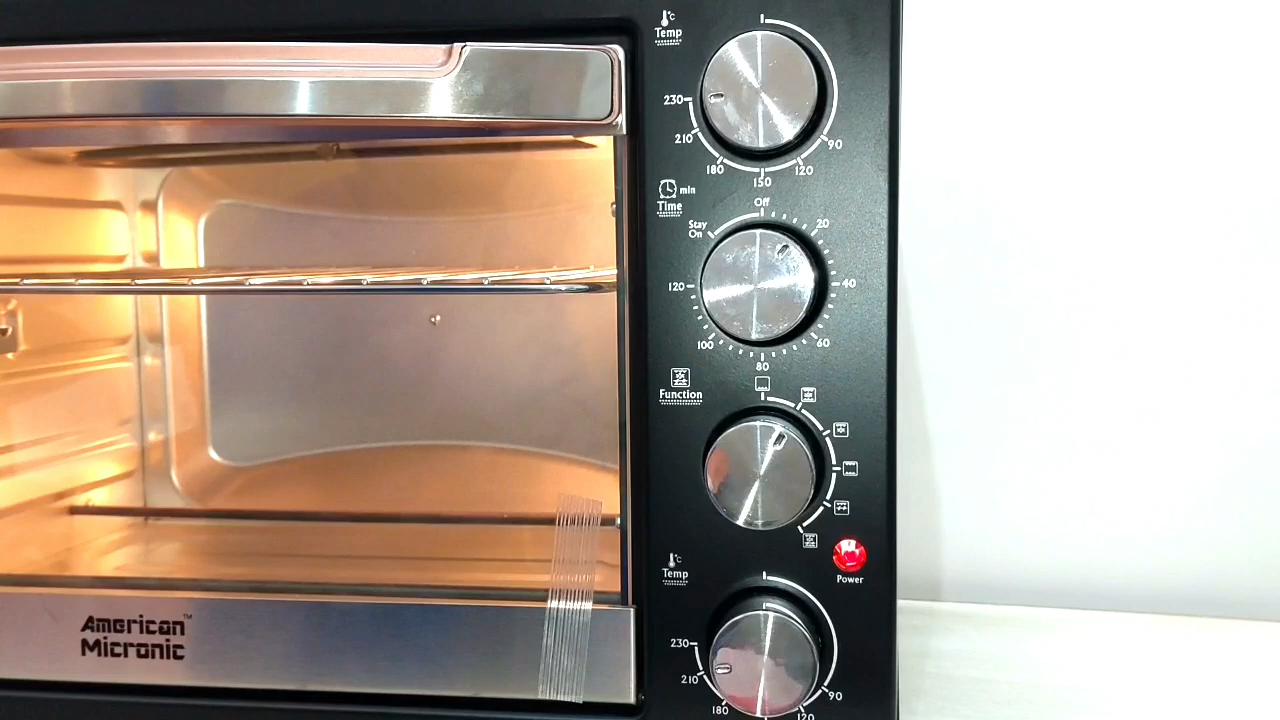 °C
Temp
230
210
180
150
120
90
min
Time
Off
Stay
On
20
40
60
80
100
120
Function
Power
°C
Temp
230
210
180
120
90
American™
Micronic